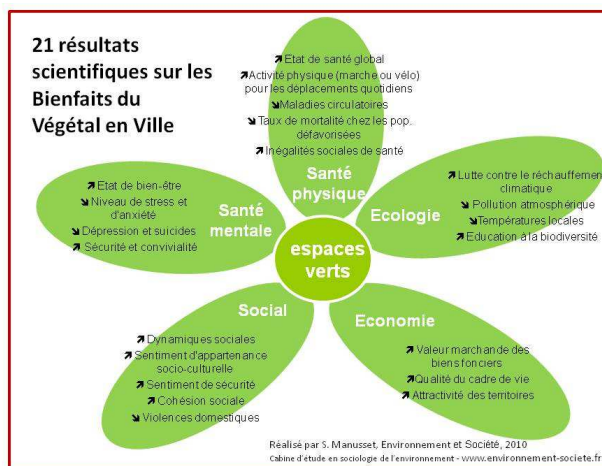 21 résultats
scientifiques sur les
Bienfaits du
Végétal en Ville
↗Etat de santé global
↗Activité physique (marche ou vélo)
pour les déplacements quotidiens
↘Maladies circulatoires
↘Taux de mortalité chez les pop.
défavorisées
↗Inégalités sociales de santé
Santé
physique
↗Etat de bien-être
↘Niveau de stress et
d'anxiété
↘Dépression et suicides
↗Sécurité et convivialité
Santé
mentale
↗Lutte contre le réchauffement
climatique
↘Pollution atmosphérique
↘Températures locales
↗Education à la biodiversité
Ecologie
espaces
verts
Social
↗Dynamiques sociales
↗Sentiment d'appartenance
socio-culturelle
↗Sentiment de sécurité
↗Cohésion sociale
↘Violences domestiques
Economie
↗Valeur marchande des
biens fonciers
↗Qualité du cadre de vie
↗Attractivité des territoires
Réalisé par S. Manusset, Environnement et Société, 2010
Cabine d'étude en sociologie de l'environnement - www.environnement-societe.fr